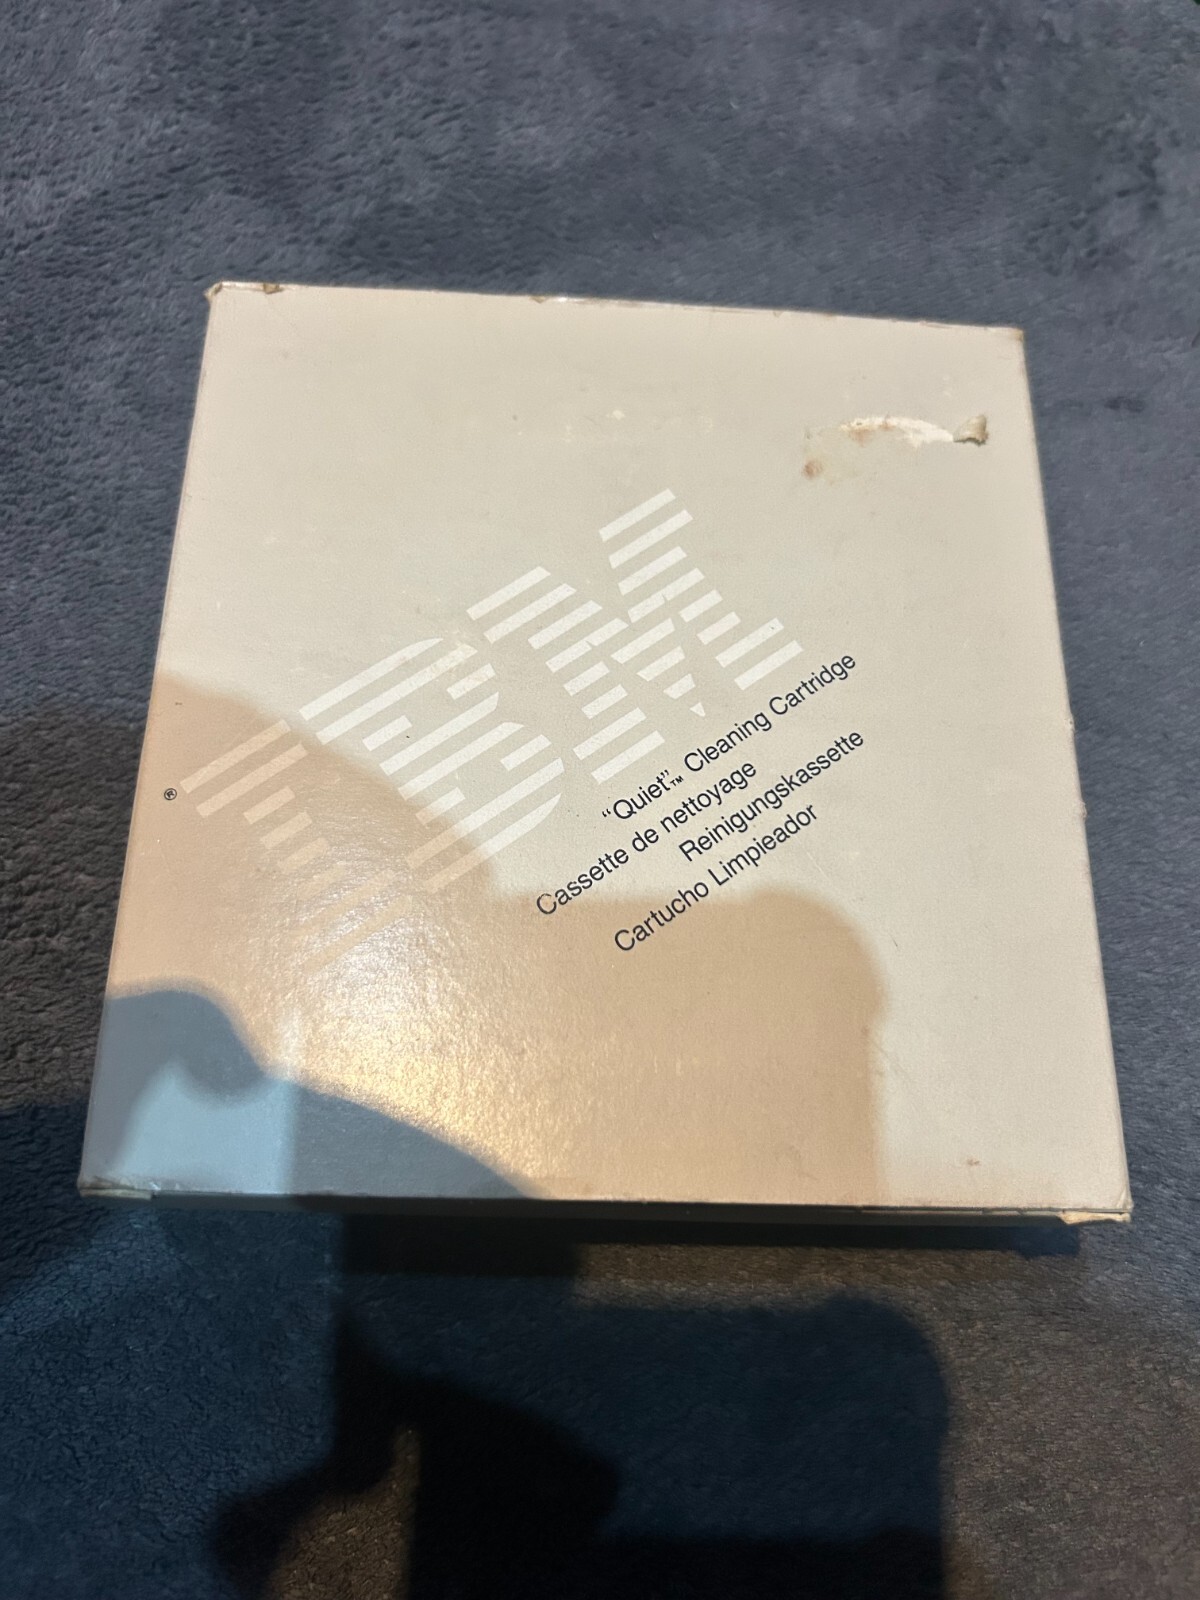 IBM®
“Quiet”™ Cleaning Cartridge
Cassette de nettoyage
Reinigungskassette
Cartucho Limpieador